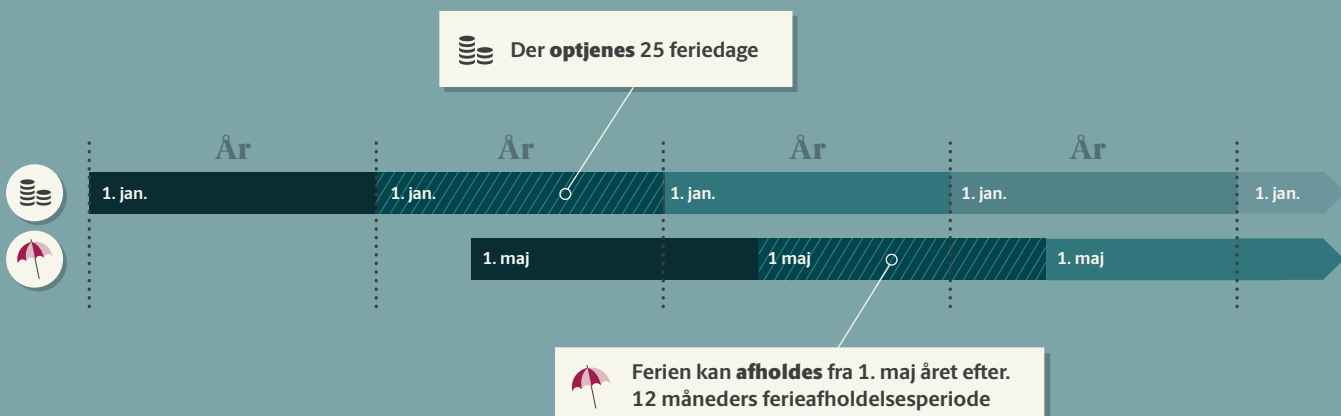 Der optjenes 25 feriedage
År År År År
1. jan. 1. jan. 1. jan. 1. jan. 1. jan.
1. maj 1 maj 1. maj
Ferien kan afholdes fra 1. maj året efter.
12 måneders ferieafholdelsesperiode